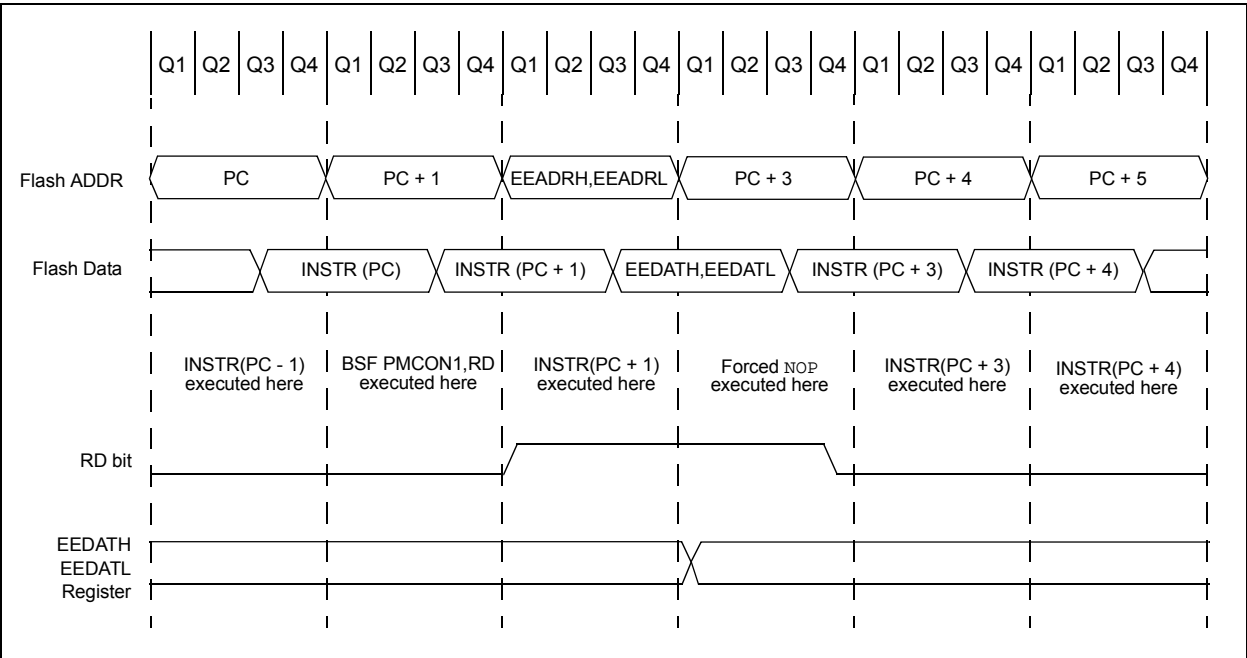 Q1 Q2 Q3 Q4 Q1 Q2 Q3 Q4 Q1 Q2 Q3 Q4 Q1 Q2 Q3 Q4 Q1 Q2 Q3 Q4 Q1 Q2 Q3 Q4
Flash ADDR PC PC + 1 EEADRH,EEADRL PC + 3 PC + 4 PC + 5
Flash Data INSTR (PC) INSTR (PC + 1) EEDATH,EEDATL INSTR (PC + 3) INSTR (PC + 4)
INSTR(PC - 1) BSF PMCON1,RD INSTR(PC + 1) Forced NOP INSTR(PC + 3) INSTR(PC + 4)
executed here executed here executed here executed here executed here executed here
RD bit
EEDATH
EEDATL
Register